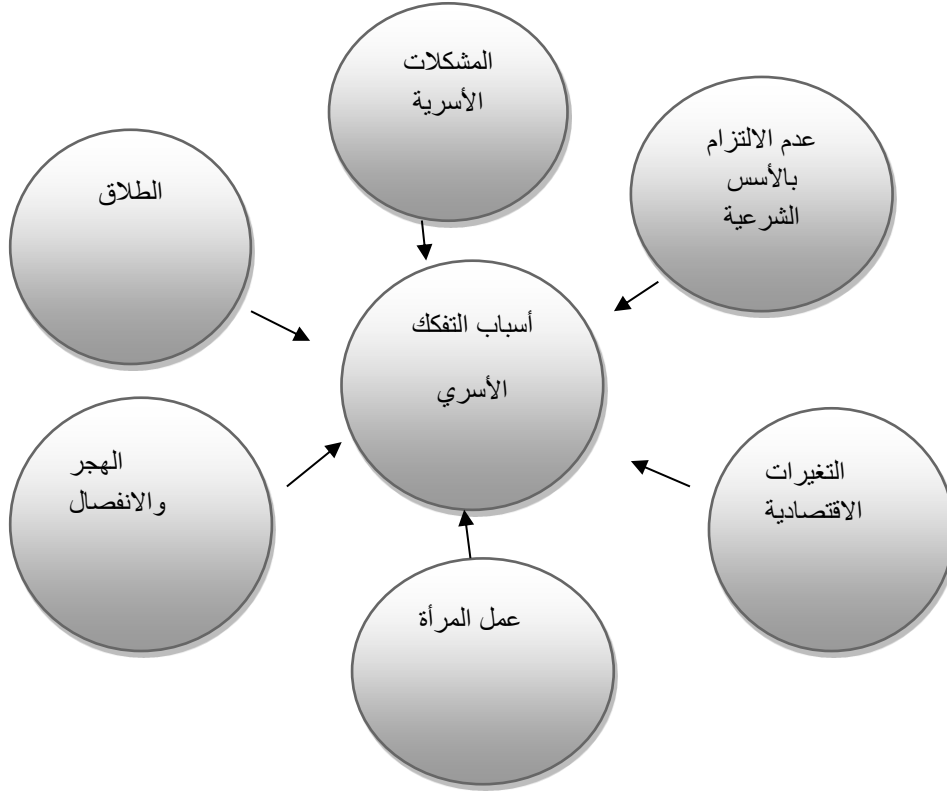 المشكلات
الأسرية
عدم الالتزام
بالأسس
الشرعية
الطلاق
أسباب التفكك
الأسري
الهجر
والانفصال
التغيرات
الاقتصادية
عمل المرأة